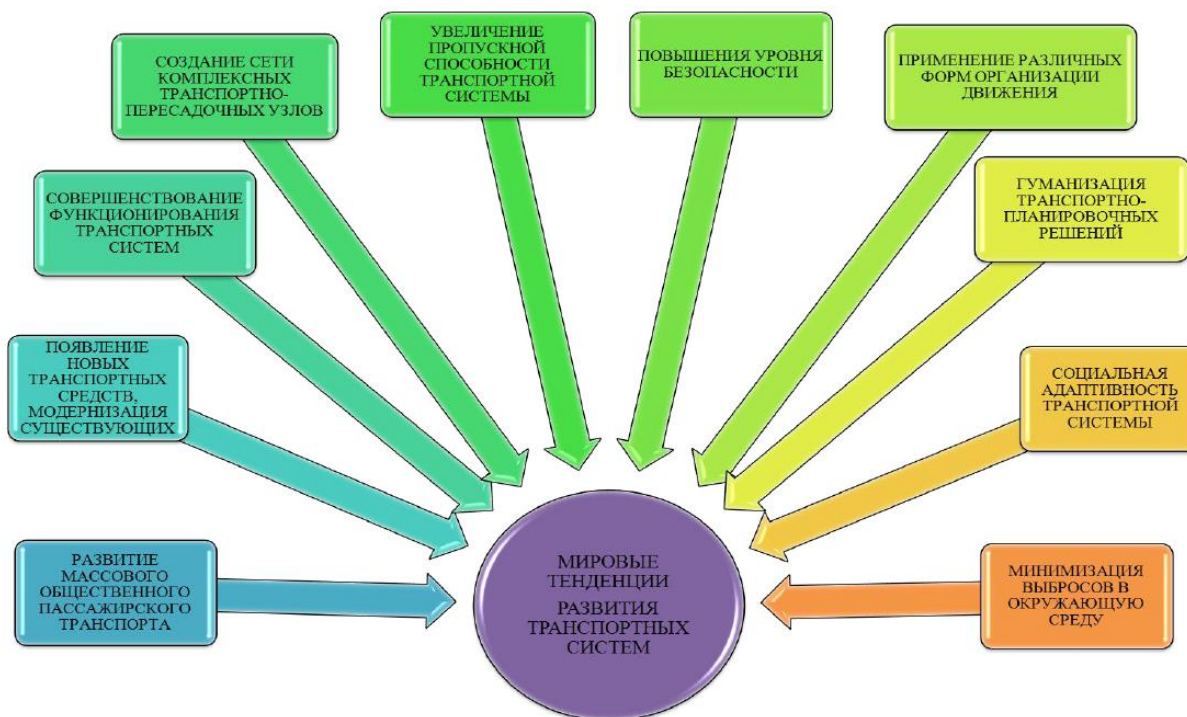 СОЗДАНИЕ СЕТИ
КОМПЛЕКСНЫХ
ТРАНСПОРТНО-
ПЕРЕСАДОЧНЫХ УЗЛОВ
УВЕЛИЧЕНИЕ
ПРОПУСКНОЙ
СПОСОБНОСТИ
ТРАНСПОРТНОЙ
СИСТЕМЫ
ПОВЫШЕНИЯ УРОВНЯ
БЕЗОПАСНОСТИ
ПРИМЕНЕНИЕ РАЗЛИЧНЫХ
ФОРМ ОРГАНИЗАЦИИ
ДВИЖЕНИЯ
СОВЕРШЕНСТВОВАНИЕ
ФУНКЦИОНИРОВАНИЯ
ТРАНСПОРТНЫХ
СИСТЕМ
ГУМАНИЗАЦИЯ
ТРАНСПОРТНО-
ПЛАНИРОВОЧНЫХ
РЕШЕНИЙ
ПОЯВЛЕНИЕ
НОВЫХ
ТРАНСПОРТНЫХ
СРЕДСТВ,
МОДЕРНИЗАЦИЯ
СУЩЕСТВУЮЩИХ
СОЦИАЛЬНАЯ
АДАПТИВНОСТЬ
ТРАНСПОРТНОЙ
СИСТЕМЫ
РАЗВИТИЕ
МАССОВОГО
ОБЩЕСТВЕННОГО
ПАССАЖИРСКОГО
ТРАНСПОРТА
МИРОВЫЕ
ТЕНДЕНЦИИ
РАЗВИТИЯ
ТРАНСПОРТНЫХ
СИСТЕМ
МИНИМИЗАЦИЯ
ВЫБРОСОВ В
ОКРУЖАЮЩУЮ
СРЕДУ